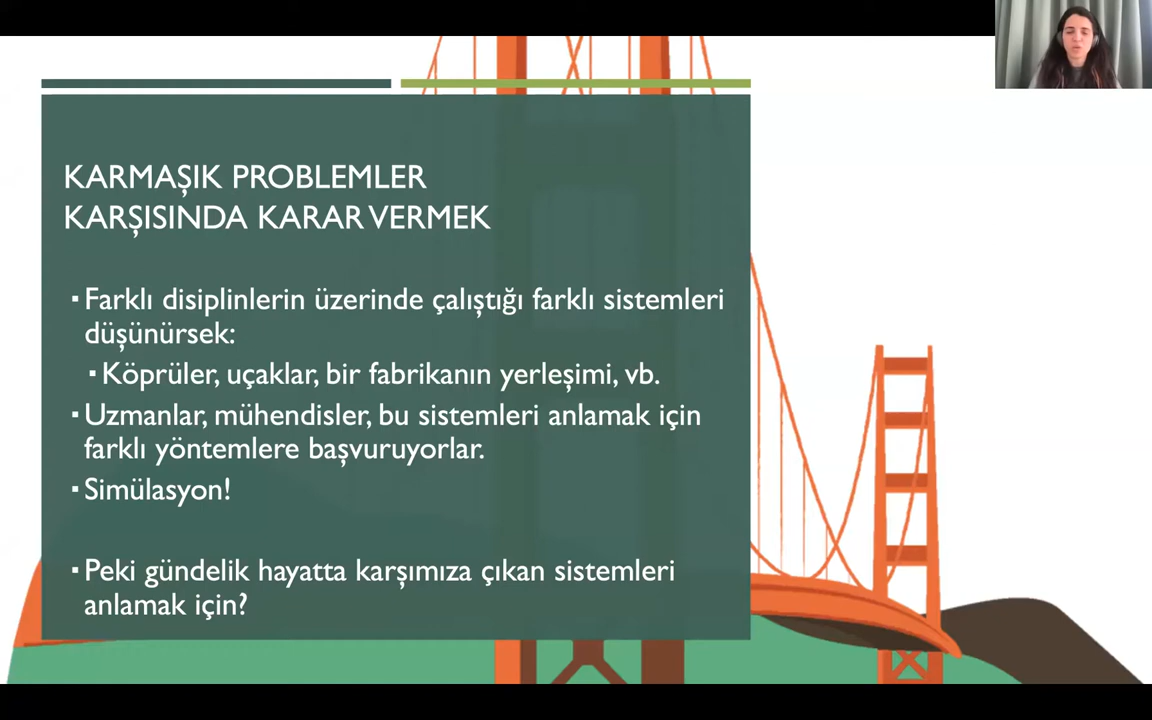 KARMAŞIK PROBLEMLER
KARŞISINDA KARAR VERMEK
▪ Farklı disiplinlerin üzerinde çalıştığı farklı sistemleri
düşünürsek:
▪ Köprüler, uçaklar, bir fabrikanın yerleşimi, vb.
▪ Uzmanlar, mühendisler, bu sistemleri anlamak için
farklı yöntemlere başvuruyorlar.
▪ Simülasyon!
▪ Peki gündelik hayatta karşımıza çıkan sistemleri
anlamak için?